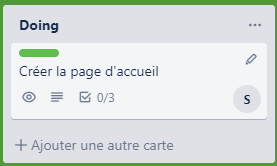 Doing
Créer la page d'accueil
0/3
S
+ Ajouter une autre carte